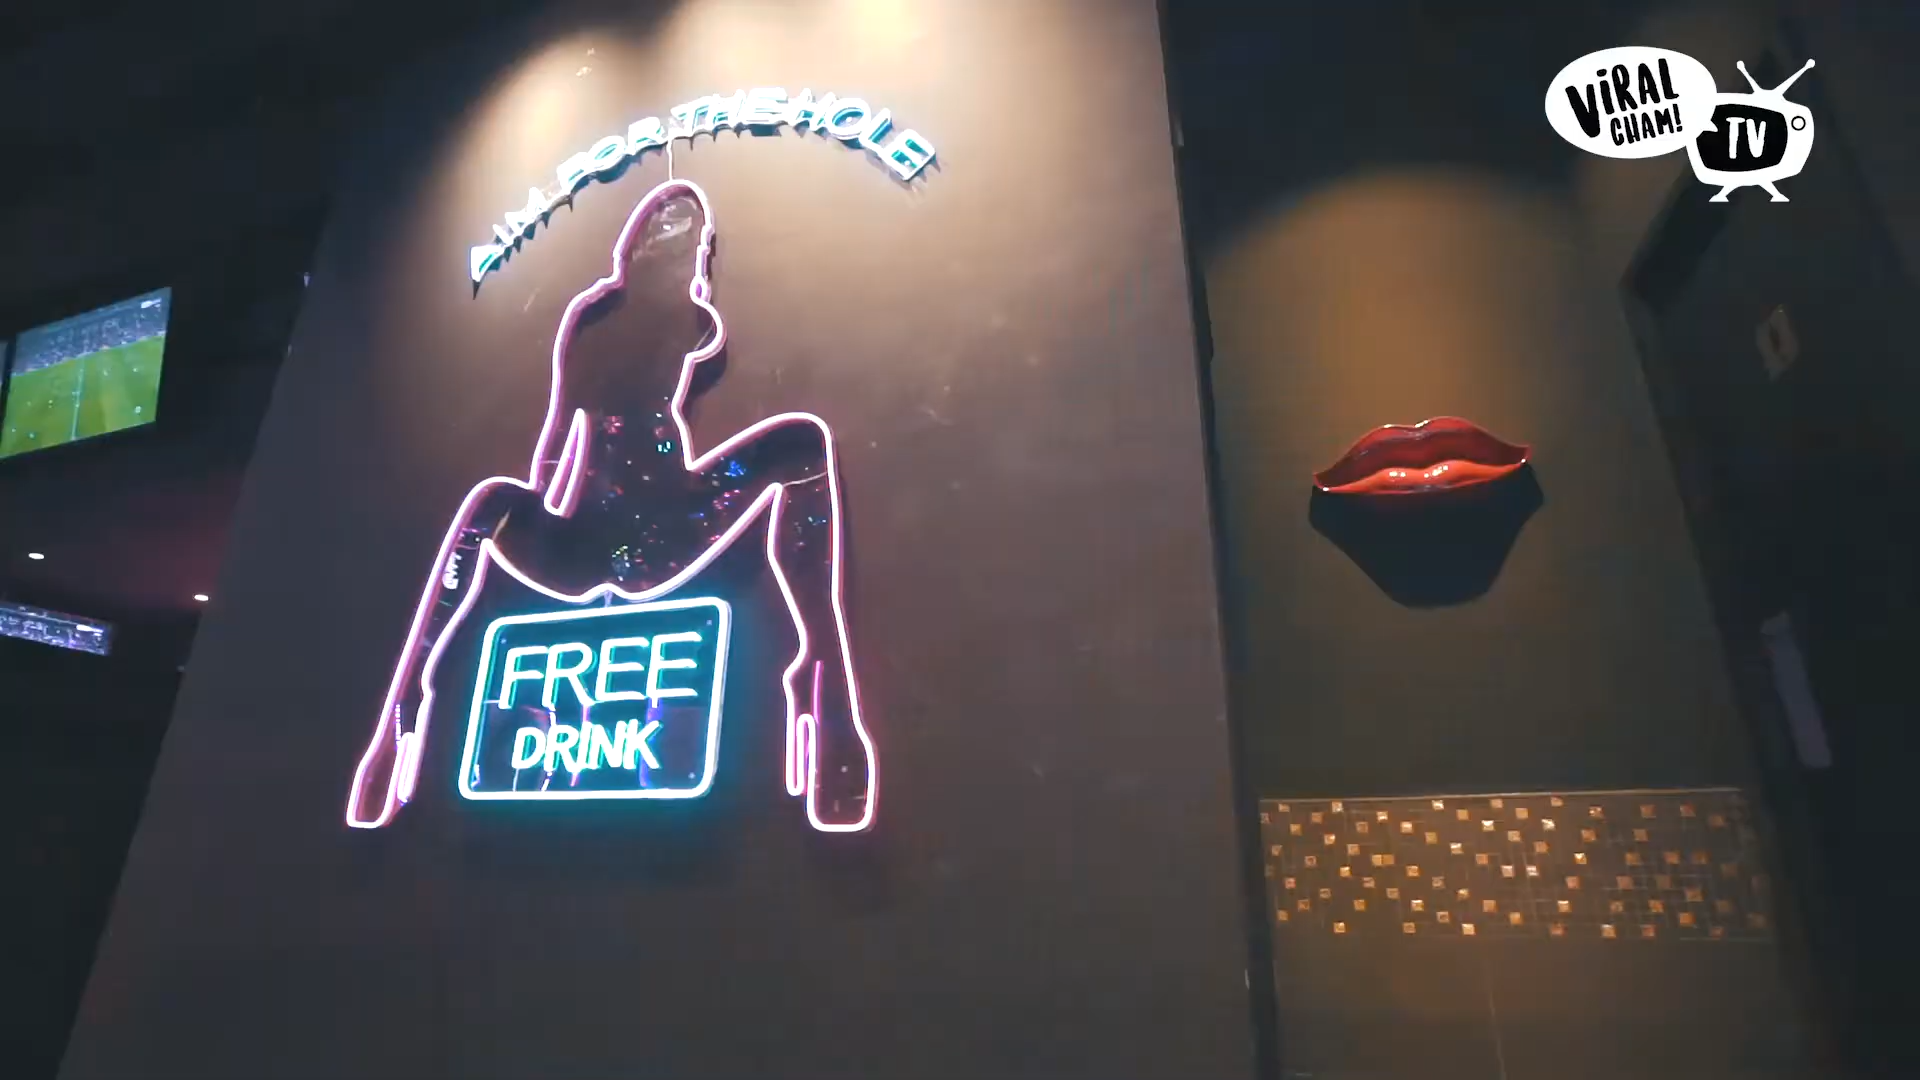 AIM FOR THE HOLE
FREE
DRINK
VIRAL
CHAM!
TV